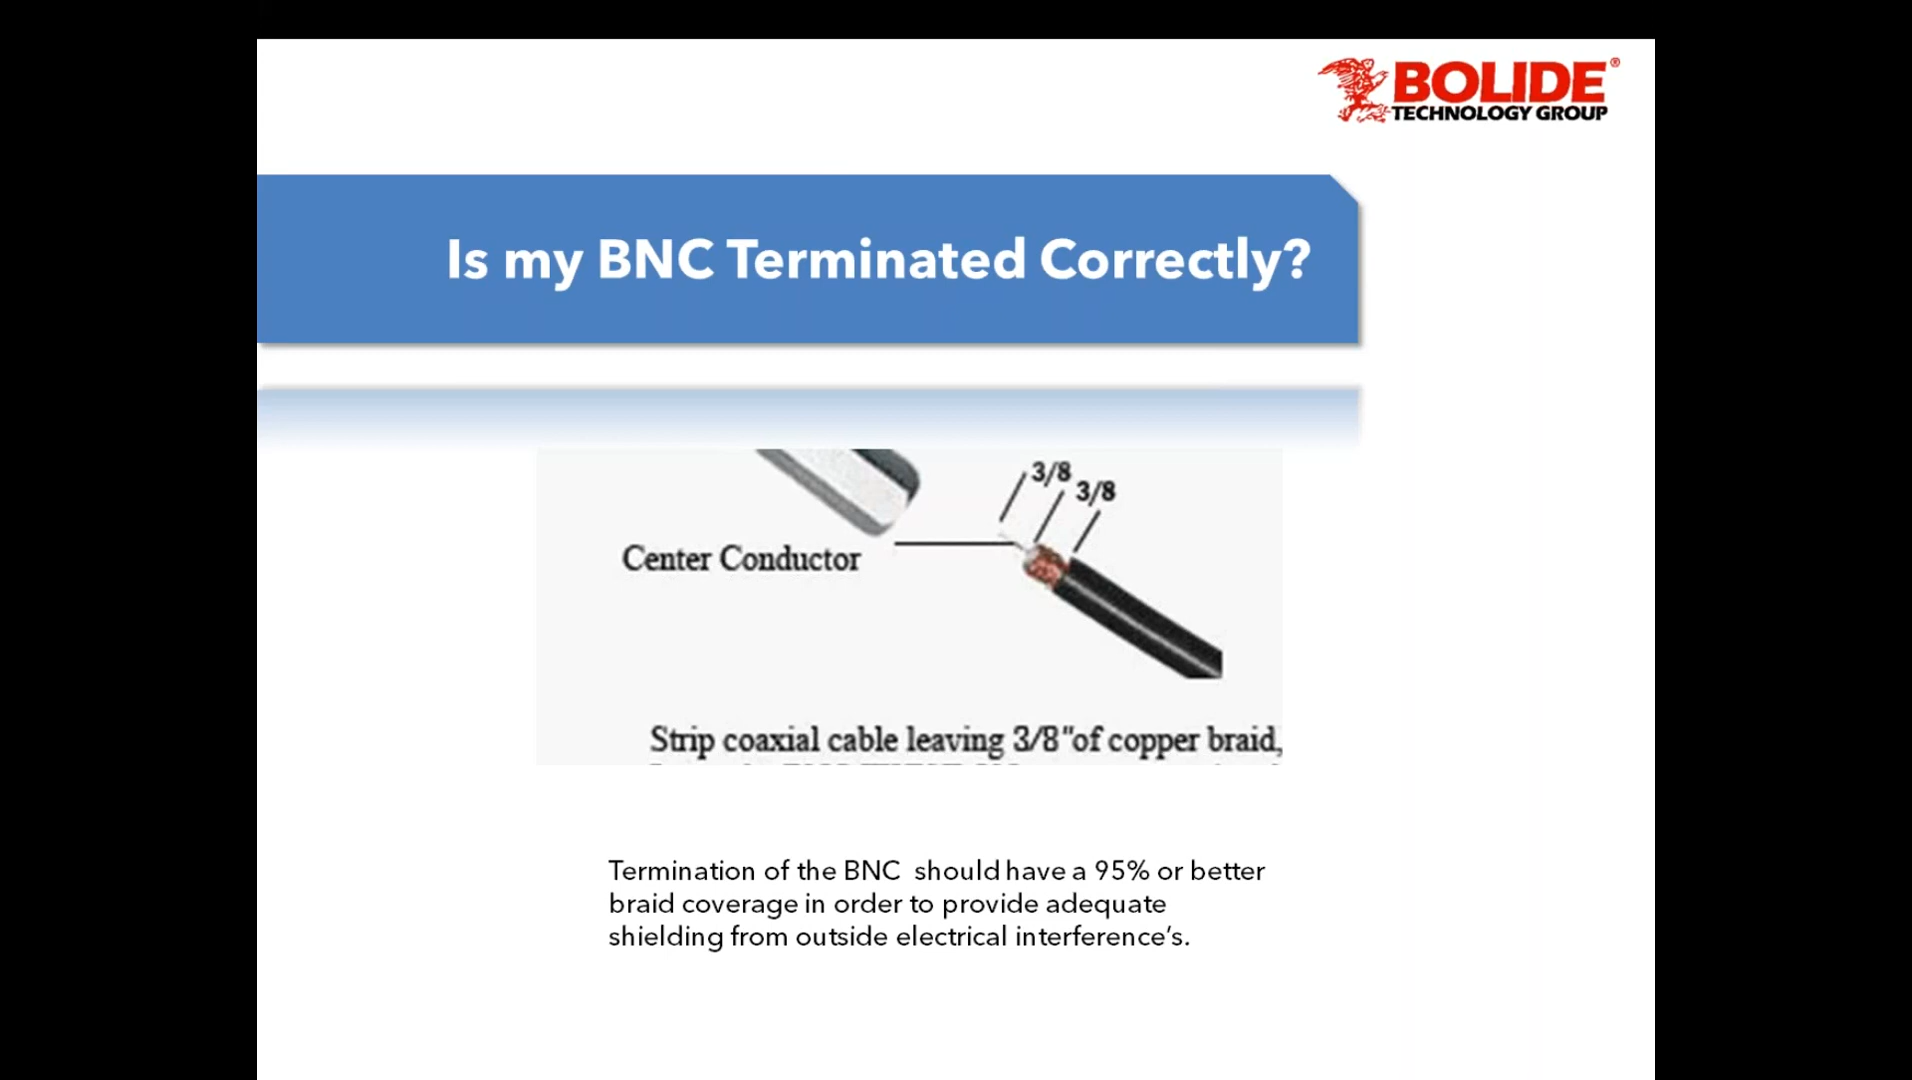 BOLIDE®
TECHNOLOGY GROUP
Is my BNC Terminated Correctly?
3/8
3/8
Center Conductor
Strip coaxial cable leaving 3/8"of copper braid,
Termination of the BNC should have a 95% or better
braid coverage in order to provide adequate
shielding from outside electrical interference's.